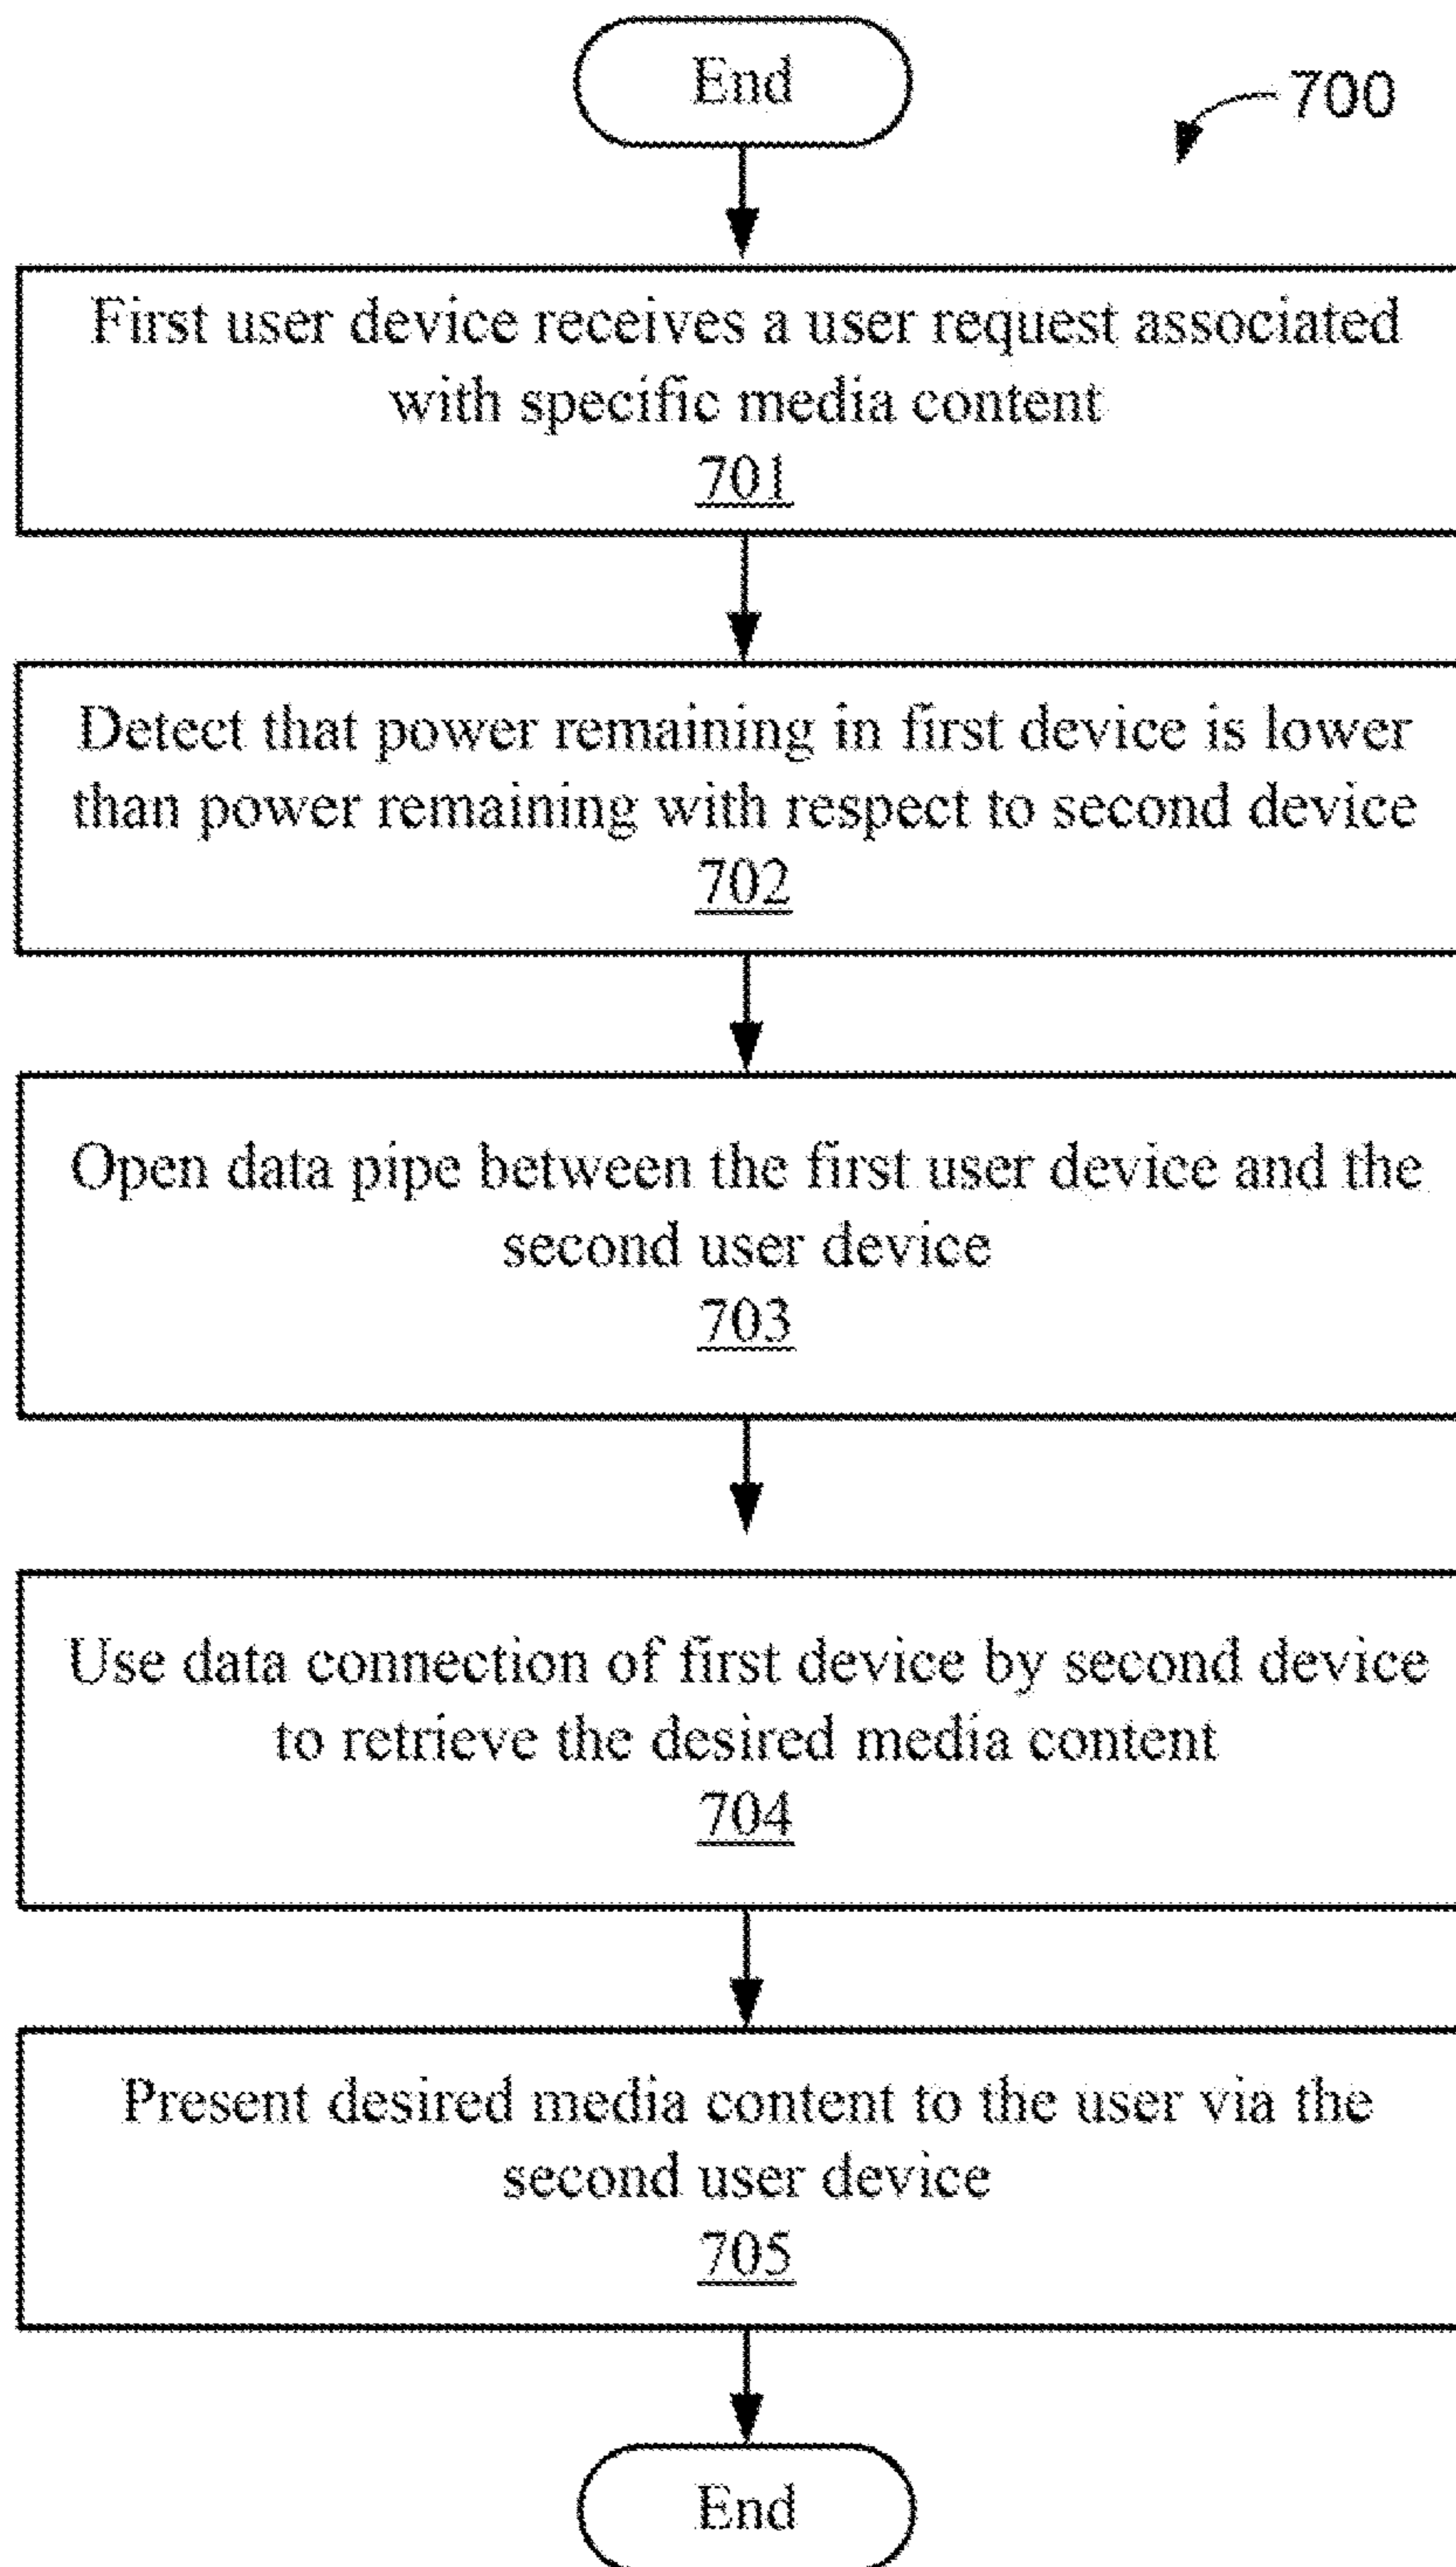 End
700
First user device receives a user request associated
with specific media content
701
Detect that power remaining in first device is lower
than power remaining with respect to second device
702
Open data pipe between the first user device and the
second user device
703
Use data connection of first device by second device
to retrieve the desired media content
704
Present desired media content to the user via the
second user device
705
End